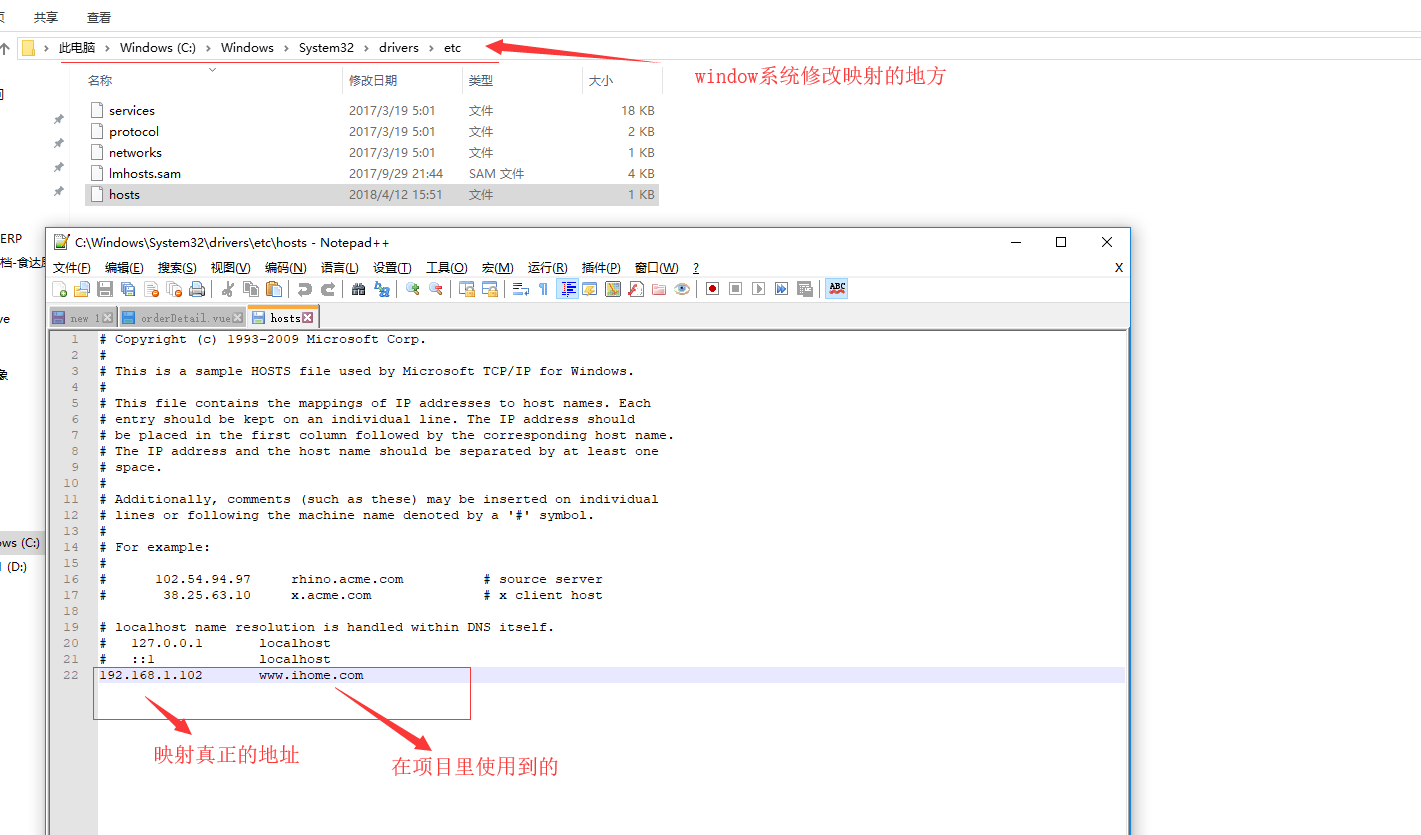 共享 查看
此电脑 › Windows (C:) › Windows › System32 › drivers › etc
window系统修改映射的地方
名称 修改日期 类型 大小
services 2017/3/19 5:01 文件 18 KB
protocol 2017/3/19 5:01 文件 2 KB
networks 2017/3/19 5:01 文件 1 KB
lmhosts.sam 2017/9/29 21:44 SAM 文件 4 KB
hosts 2018/4/12 15:51 文件 1 KB
ERP
档-食达
ve
象
ows (C:)
(D:)
C:\Windows\System32\drivers\etc\hosts - Notepad++
文件(F) 编辑(E) 搜索(S) 视图(V) 编码(N) 语言(L) 设置(T) 工具(O) 宏(M) 运行(R) 插件(P) 窗口(W) ? X
ABC
new 1 orderDetail.vue hosts
1 # Copyright (c) 1993-2009 Microsoft Corp.
2 #
3 # This is a sample HOSTS file used by Microsoft TCP/IP for Windows.
4 #
5 # This file contains the mappings of IP addresses to host names. Each
6 # entry should be kept on an individual line. The IP address should
7 # be placed in the first column followed by the corresponding host name.
8 # The IP address and the host name should be separated by at least one
9 # space.
10 #
11 # Additionally, comments (such as these) may be inserted on individual
12 # lines or following the machine name denoted by a '#' symbol.
13 #
14 # For example:
15 #
16 # 102.54.94.97 rhino.acme.com # source server
17 # 38.25.63.10 x.acme.com # x client host
18
19 # localhost name resolution is handled within DNS itself.
20 # 127.0.0.1 localhost
21 # ::1 localhost
22 192.168.1.102 www.ihome.com
映射真正的地址
在项目里使用到的